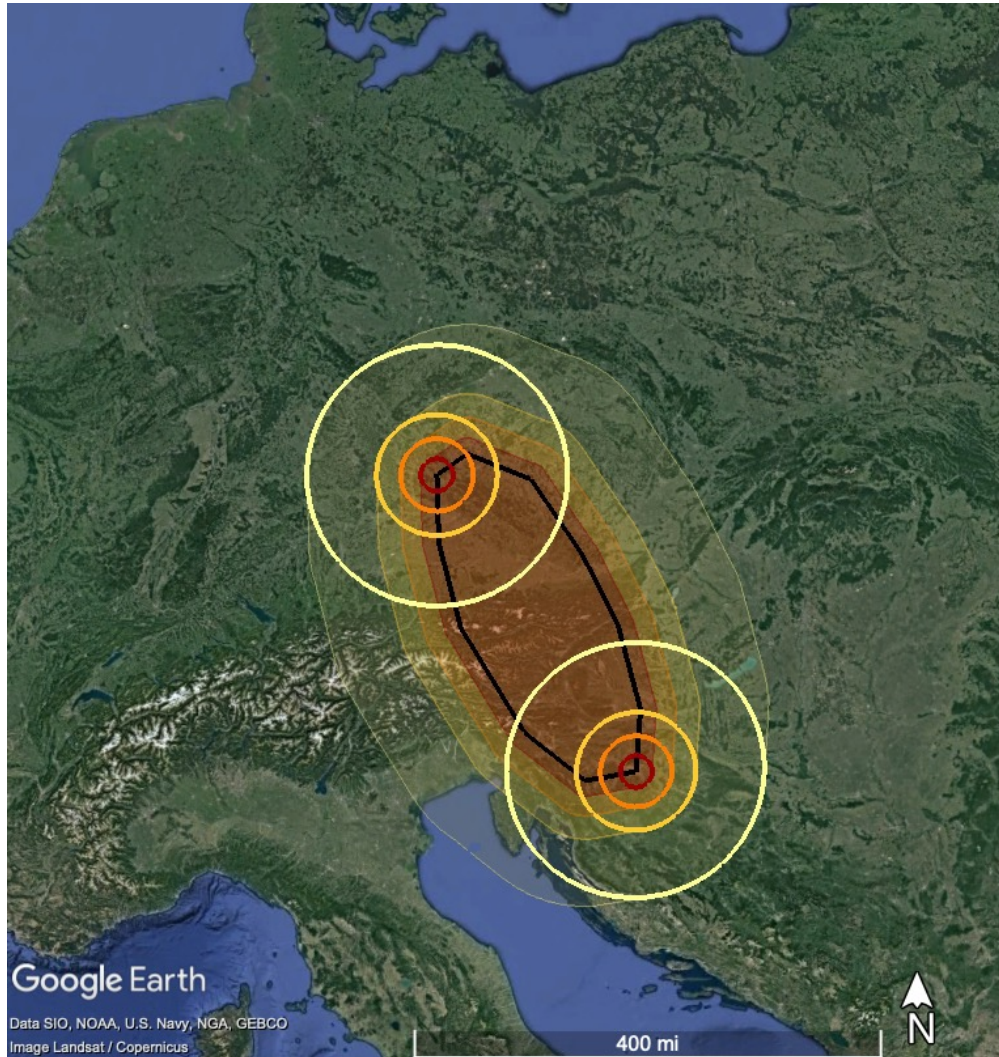 Google Earth
Data SIO, NOAA, U.S. Navy, NGA, GEBCO
Image Landsat / Copernicus
400 mi
N